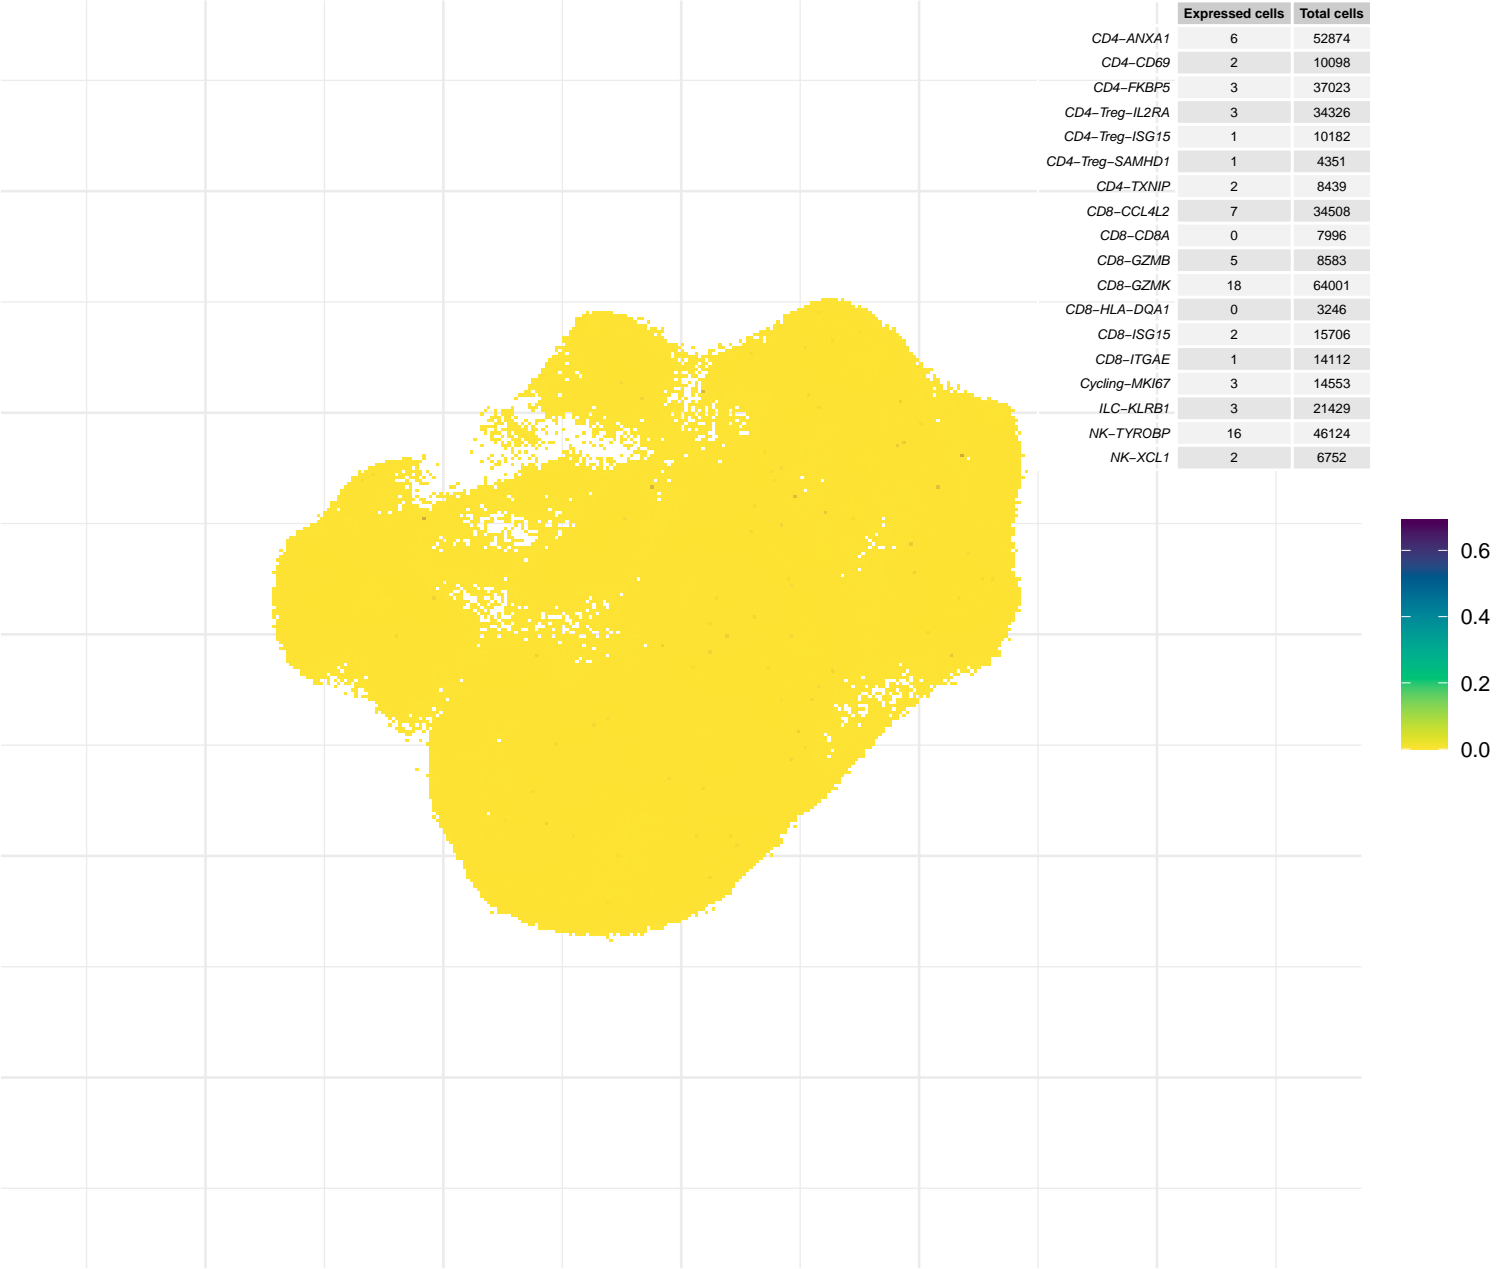 Expressed cells Total cells
CD4−ANXA1 6 52874
CD4−CD69 2 10098
CD4−FKBP5 3 37023
CD4−Treg−IL2RA 3 34326
CD4−Treg−ISG15 1 10182
CD4−Treg−SAMHD1 1 4351
CD4−TXNIP 2 8439
CD8−CCL4L2 7 34508
CD8−CD8A 0 7996
CD8−GZMB 5 8583
CD8−GZMK 18 64001
CD8−HLA−DQA1 0 3246
CD8−ISG15 2 15706
CD8−ITGAE 1 14112
Cycling−MKI67 3 14553
ILC−KLRB1 3 21429
NK−TYROBP 16 46124
NK−XCL1 2 6752
0.6
0.4
0.2
0.0